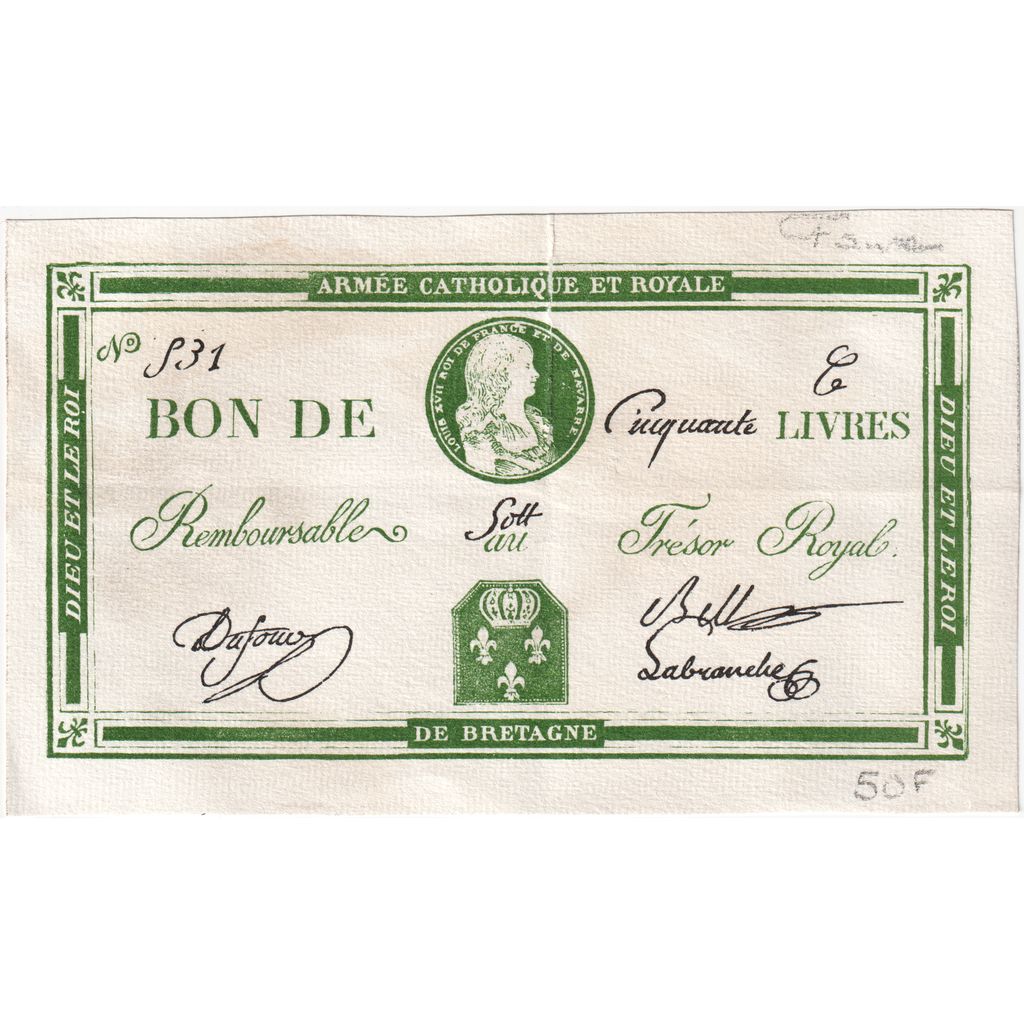 ARMÉE CATHOLIQUE ET ROYALE
DIEU ET LE ROI
LOUIS XVII ROI DE FRANCE ET DE NAVARRE
DIEU ET LE ROI
No 531
BON DE Cinquante LIVRES
Remboursable au Trésor Royal.
Dufour
Labranche
DE BRETAGNE
50F